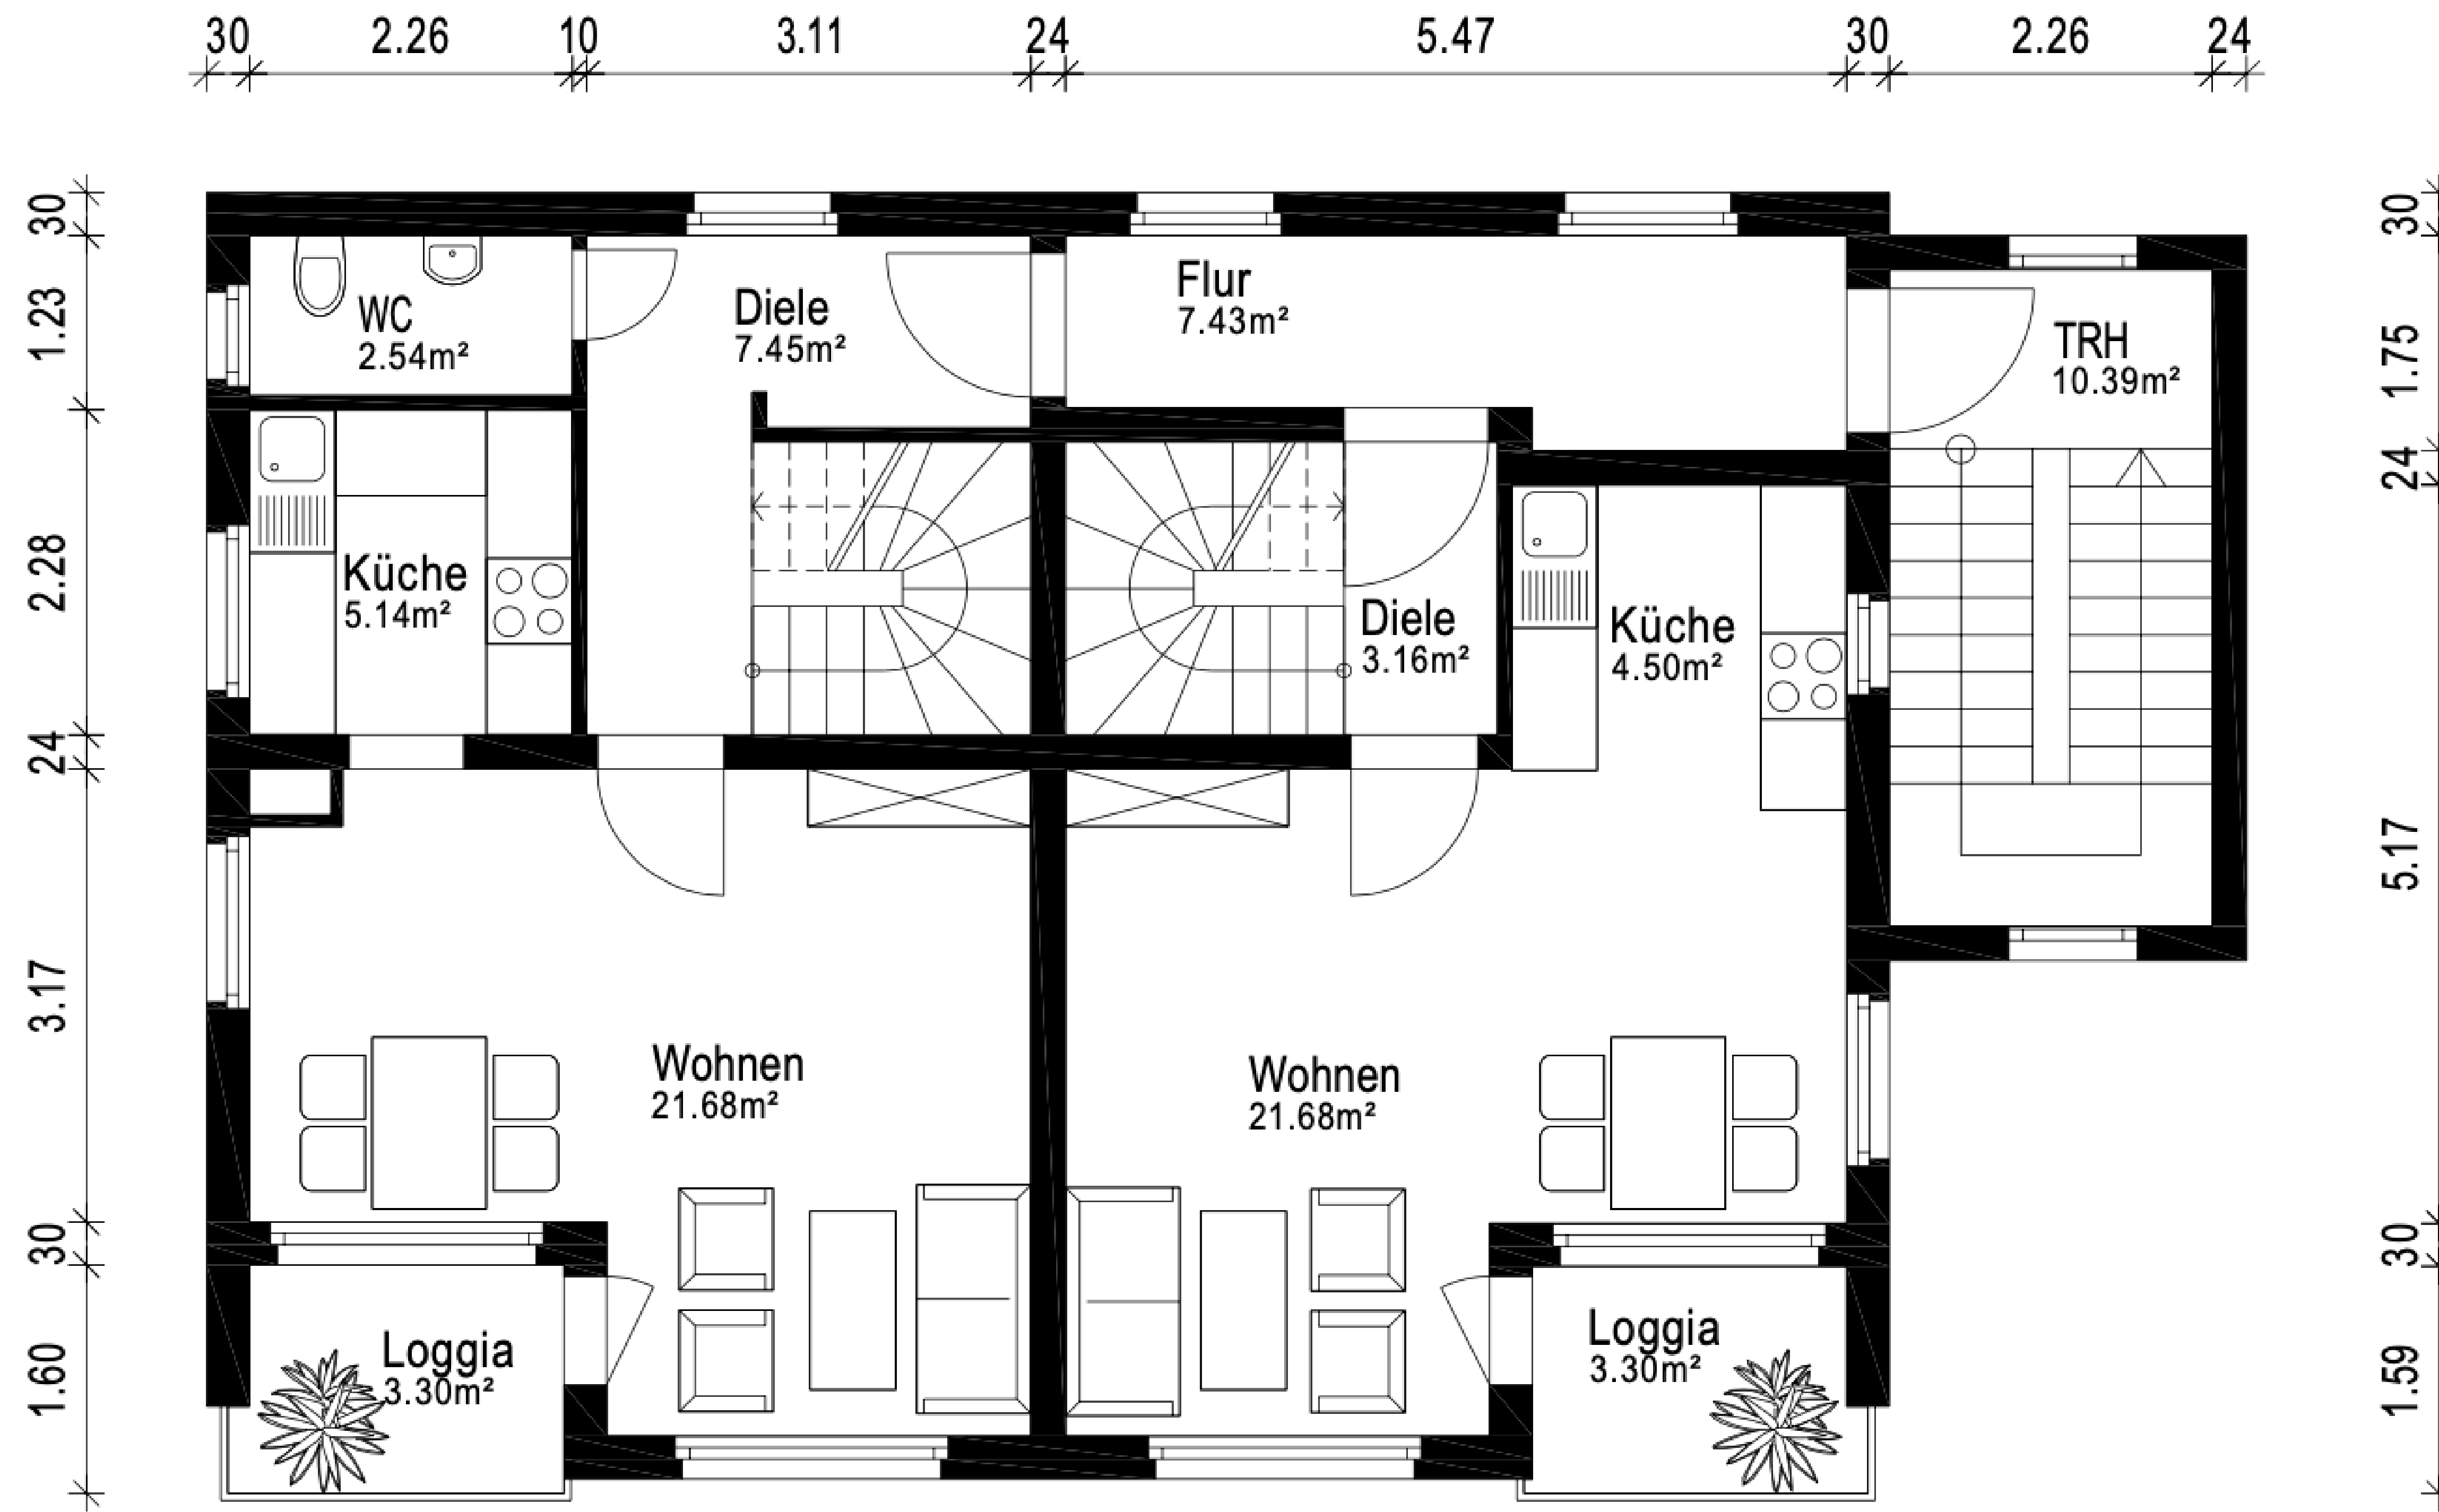 30 2.26 10 3.11 24 5.47 30 2.26 24
30
1.23
2.28
24
3.17
30
1.60
WC
2.54m²
Diele
7.45m²
Flur
7.43m²
TRH
10.39m²
Küche
5.14m²
Diele
3.16m²
Küche
4.50m²
Wohnen
21.68m²
Wohnen
21.68m²
Loggia
3.30m²
Loggia
3.30m²
30
1.75
24
5.17
30
1.59